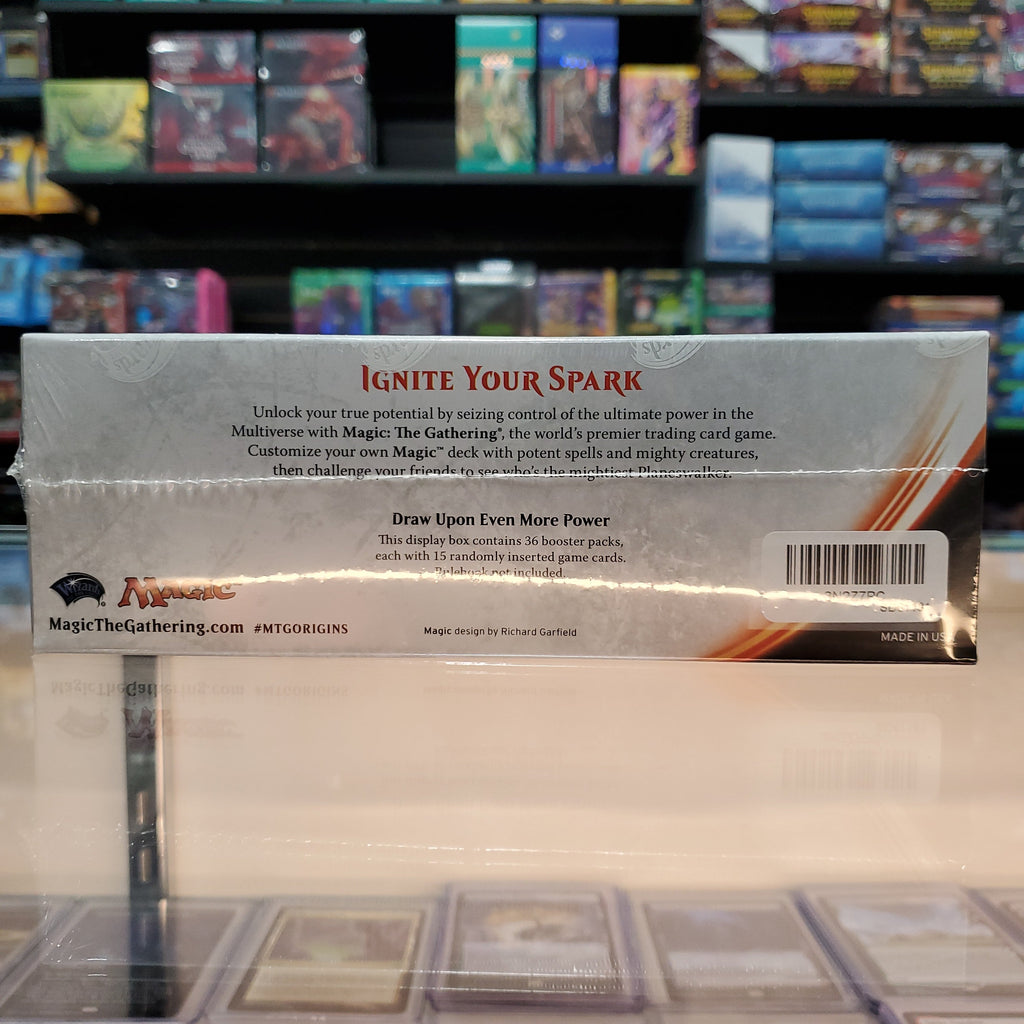 Ignite Your Spark
Unlock your true potential by seizing control of the ultimate power in the
Multiverse with Magic: The Gathering®, the world's premier trading card game.
Customize your own Magic™ deck with potent spells and mighty creatures,
then challenge your friends to see who's the mightiest Planeswalker.
Draw Upon Even More Power
This display box contains 36 booster packs,
each with 15 randomly inserted game cards.
Rulebook not included.
Wizards ® Magic
MagicTheGathering.com #MTGORIGINS
Magic design by Richard Garfield
MADE IN USA